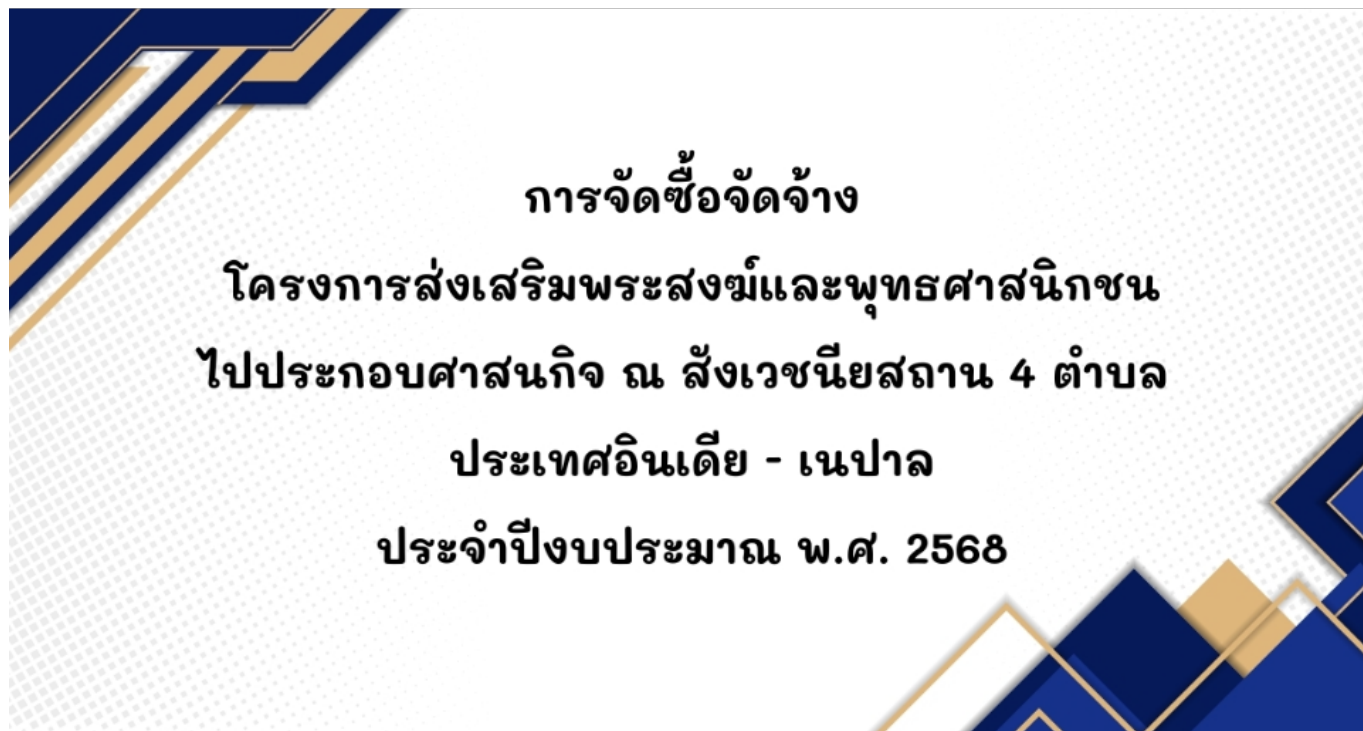 การจัดซื้อจัดจ้าง
โครงการส่งเสริมพระสงฆ์และพุทธศาสนิกชน
ไปประกอบศาสนกิจ ณ สังเวชนียสถาน 4 ตำบล
ประเทศอินเดีย - เนปาล
ประจำปีงบประมาณ พ.ศ. 2568